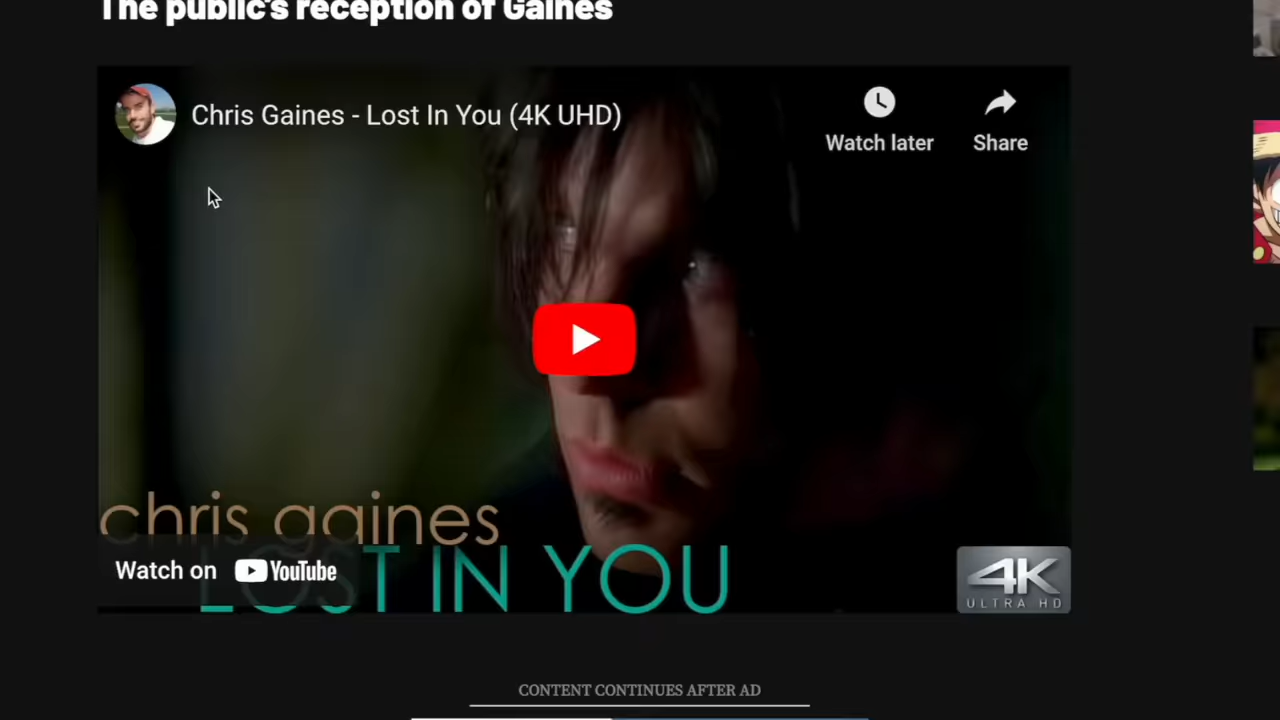 The public's reception of Gaines
Chris Gaines - Lost In You (4K UHD)
Watch later
Share
chris gaines
LOST IN YOU
Watch on YouTube
4K
ULTRA HD
CONTENT CONTINUES AFTER AD